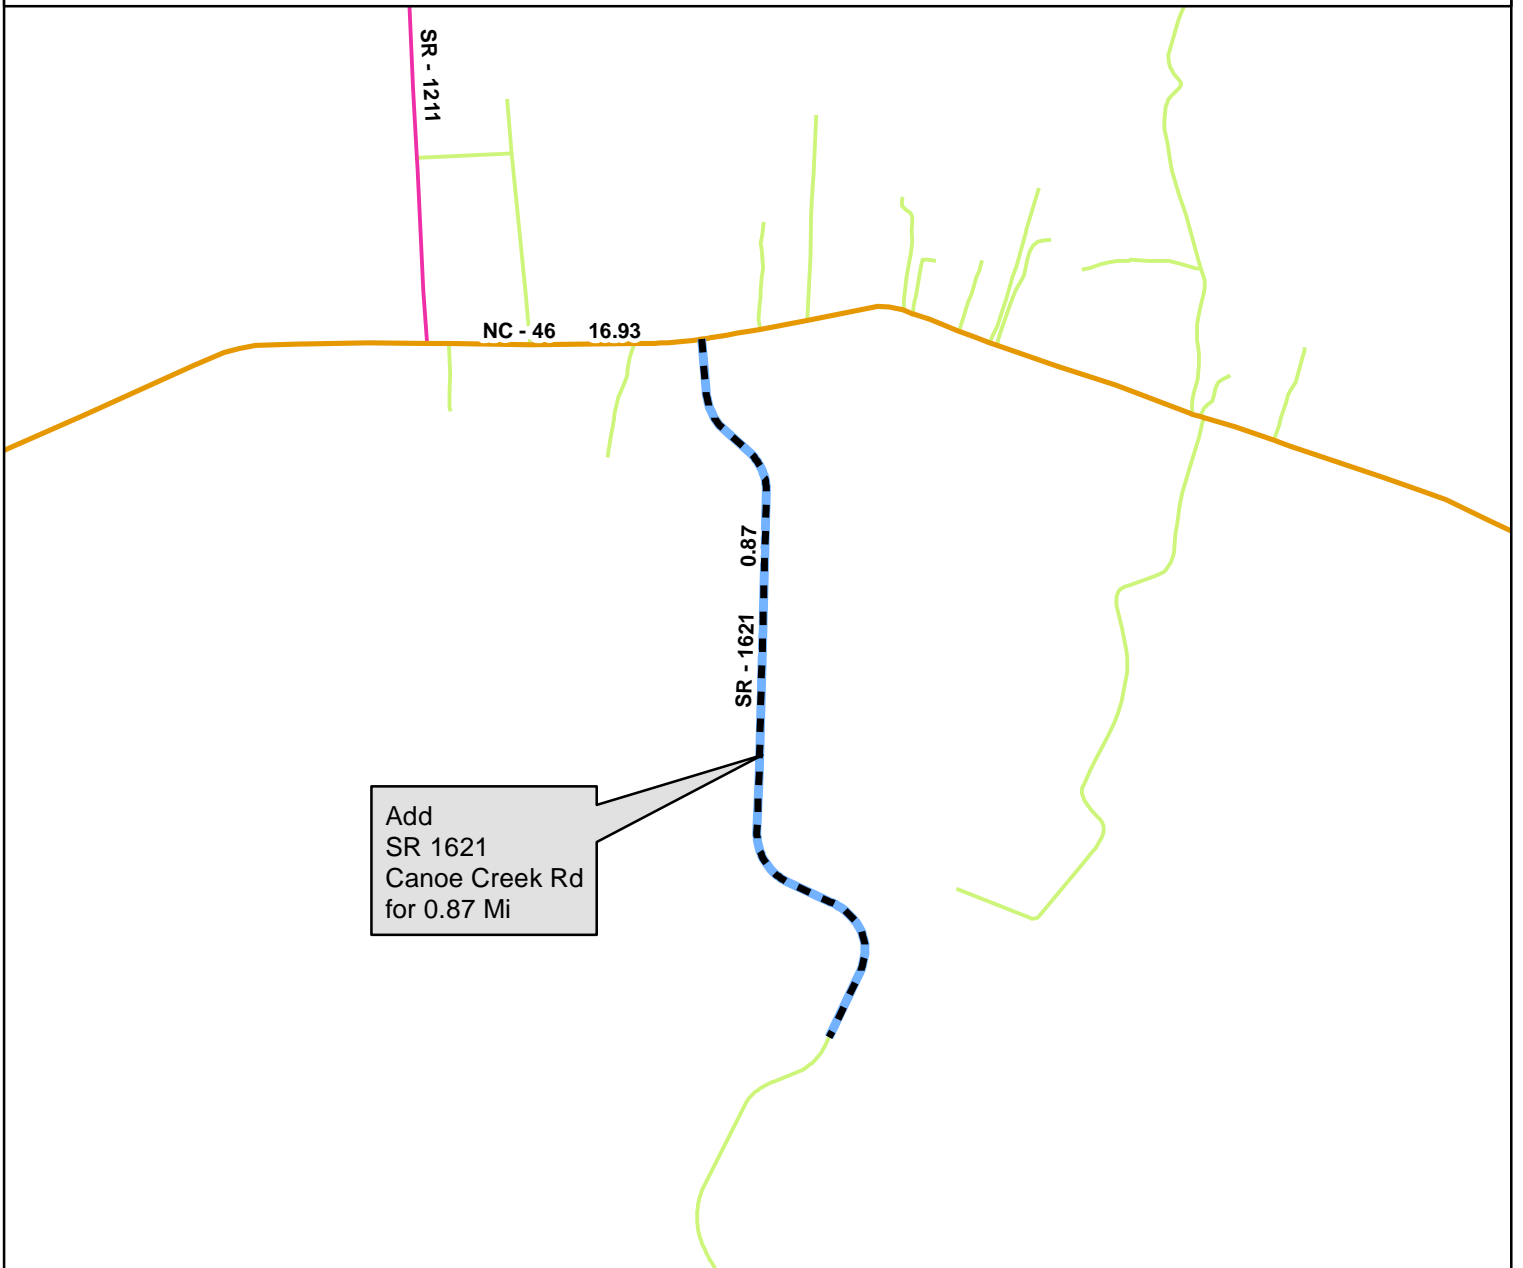 SR - 1211
NC - 46 16.93
0.87
SR - 1621
Add
SR 1621
Canoe Creek Rd
for 0.87 Mi